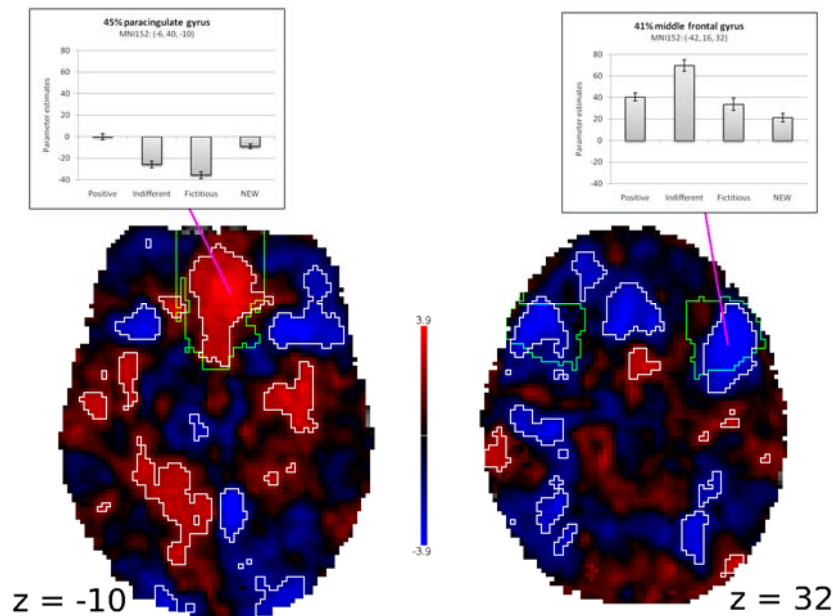 45% paracingulate gyrus
MNI152: (-6, 40, -10)
Parameter estimates
80
60
40
20
0
-20
-40
Positive Indifferent Fictitious NEW
41% middle frontal gyrus
MNI152: (-42, 16, 32)
Parameter estimates
80
60
40
20
0
20
40
Positive Indifferent Fictitious NEW
3.9
-3.9
z = -10
z = 32